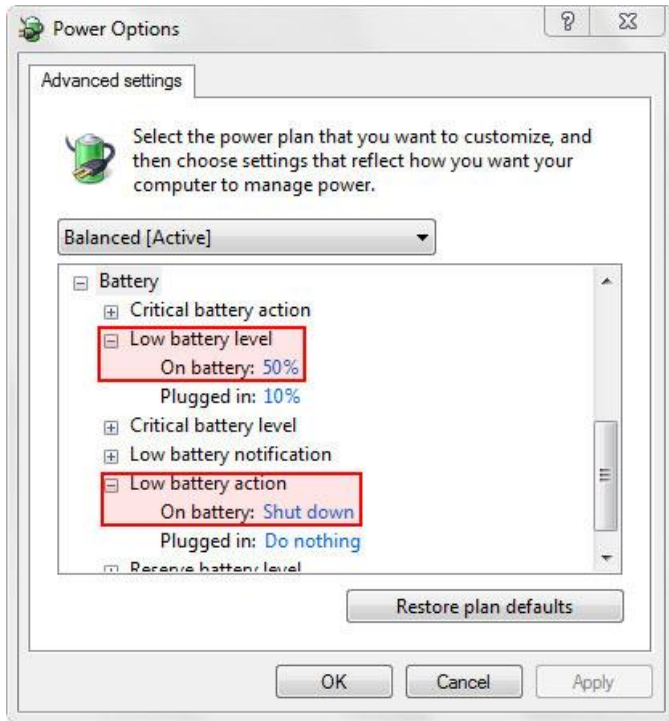 Power Options
Advanced settings
Select the power plan that you want to customize, and
then choose settings that reflect how you want your
computer to manage power.
Balanced [Active]
Battery
Critical battery action
Low battery level
On battery: 50%
Plugged in: 10%
Critical battery level
Low battery notification
Low battery action
On battery: Shut down
Plugged in: Do nothing
Reserve battery level
Restore plan defaults
OK Cancel Apply